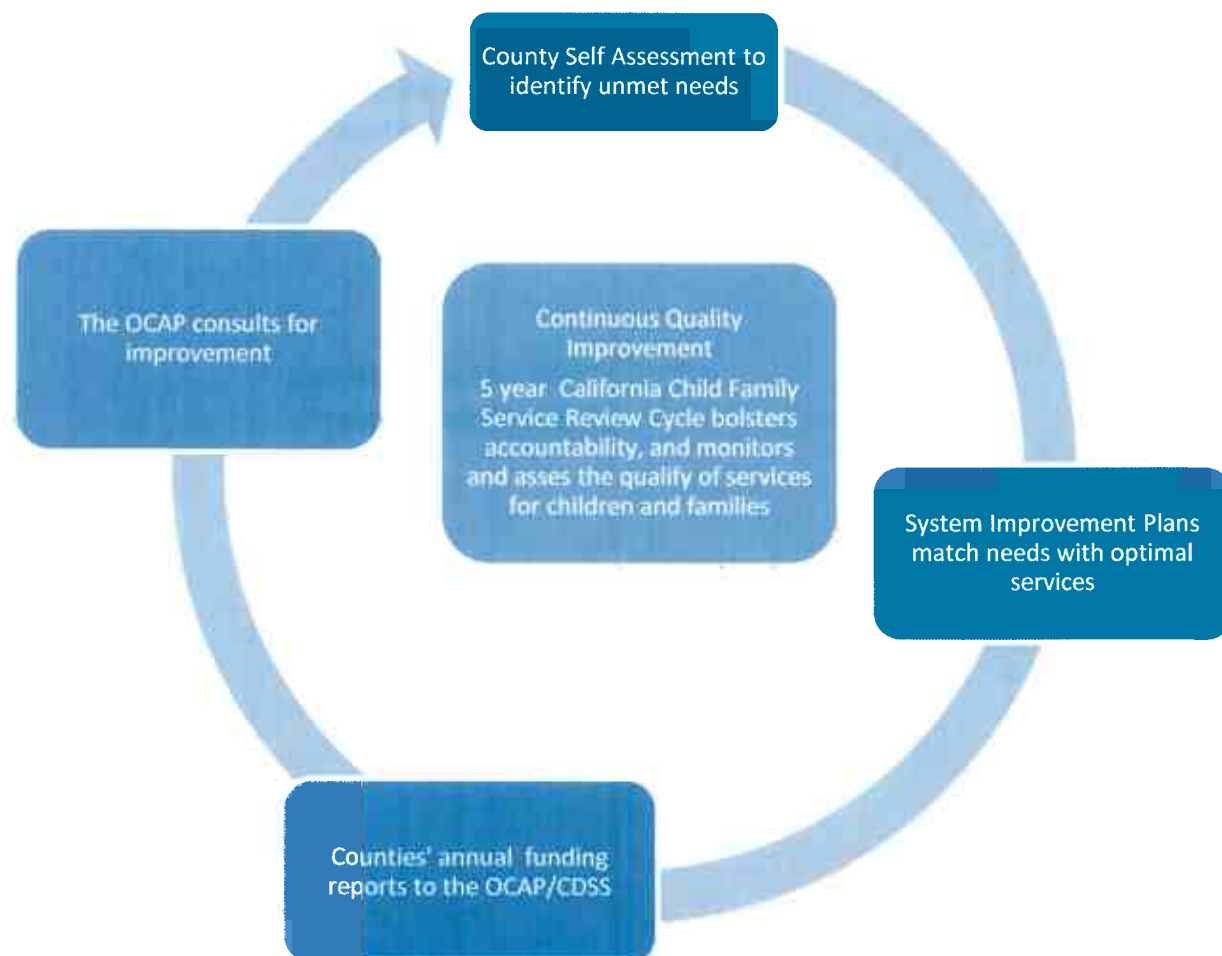 County Self Assessment to
identify unmet needs
The OCAP consults for
improvement
Continuous Quality
Improvement
5 year California Child Family
Service Review Cycle bolsters
accountability, and monitors
and asses the qualify of services
for children and families
System Improvement Plans
match needs with optimal
services
Counties' annual funding
reports to the OCAP/CDSS